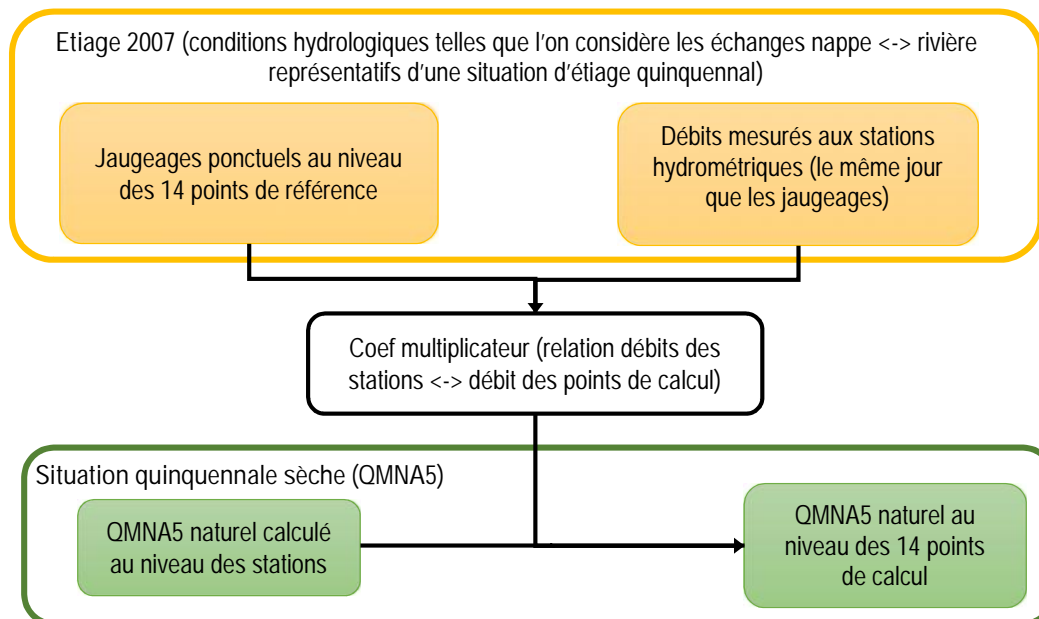 Etiage 2007 (conditions hydrologiques telles que l'on considère les échanges nappe <-> rivière
représentatifs d'une situation d'étiage quinquennal)
Jaugeages ponctuels au niveau
des 14 points de référence
Débits mesurés aux stations
hydrométriques (le même jour
que les jaugeages)
Coef multiplicateur (relation débits des
stations <-> débit des points de calcul)
Situation quinquennale sèche (QMNA5)
QMNA5 naturel calculé
au niveau des stations
QMNA5 naturel au
niveau des 14 points
de calcul